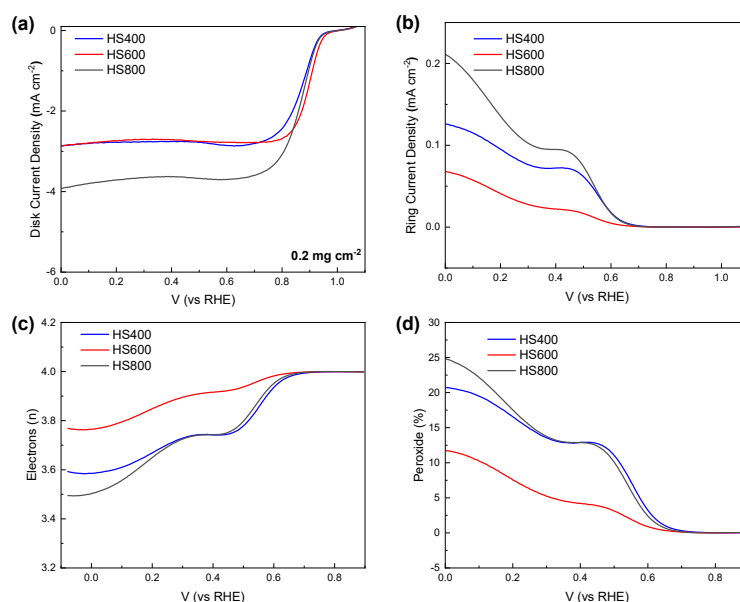 (a)
HS400
HS600
HS800
0
-2
-4
-6
0.0
0.2
0.4
0.6
0.8
1.0
Disk Current Density (mA cm⁻²)
V (vs RHE)
0.2 mg cm⁻²
(b)
HS400
HS600
HS800
0.2
0.1
0.0
0.0
0.2
0.4
0.6
0.8
1.0
Ring Current Density (mA cm⁻²)
V (vs RHE)
(c)
HS400
HS600
HS800
4.2
4.0
3.8
3.6
3.4
3.2
0.0
0.2
0.4
0.6
0.8
Electrons (n)
V (vs RHE)
(d)
HS400
HS600
HS800
30
25
20
15
10
5
0
-5
0.0
0.2
0.4
0.6
0.8
Peroxide (%)
V (vs RHE)